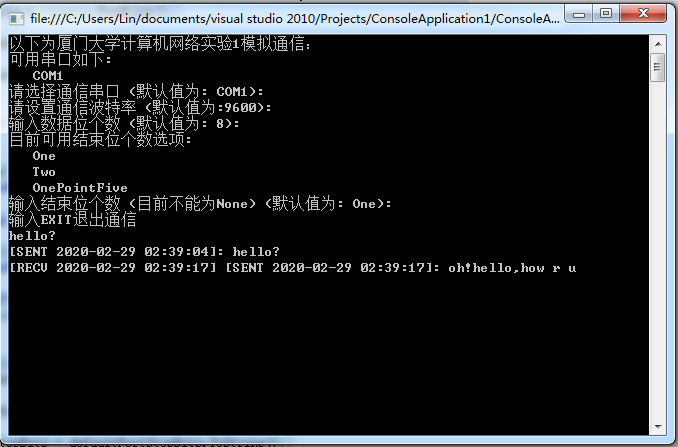 file:///C:/Users/Lin/documents/visual studio 2010/Projects/ConsoleApplication1/ConsoleA...
以下为厦门大学计算机网络实验1模拟通信:
可用串口如下:
COM1
请选择通信串口 (默认值为: COM1):
请设置通信波特率 (默认值为:9600):
输入数据位个数 (默认值为: 8):
目前可用结束位个数选项:
One
Two
OnePointFive
输入结束位个数 (目前不能为None) (默认值为: One):
输入EXIT退出通信
hello?
[SENT 2020-02-29 02:39:04]: hello?
[RECV 2020-02-29 02:39:17] [SENT 2020-02-29 02:39:17]: oh!hello,how r u